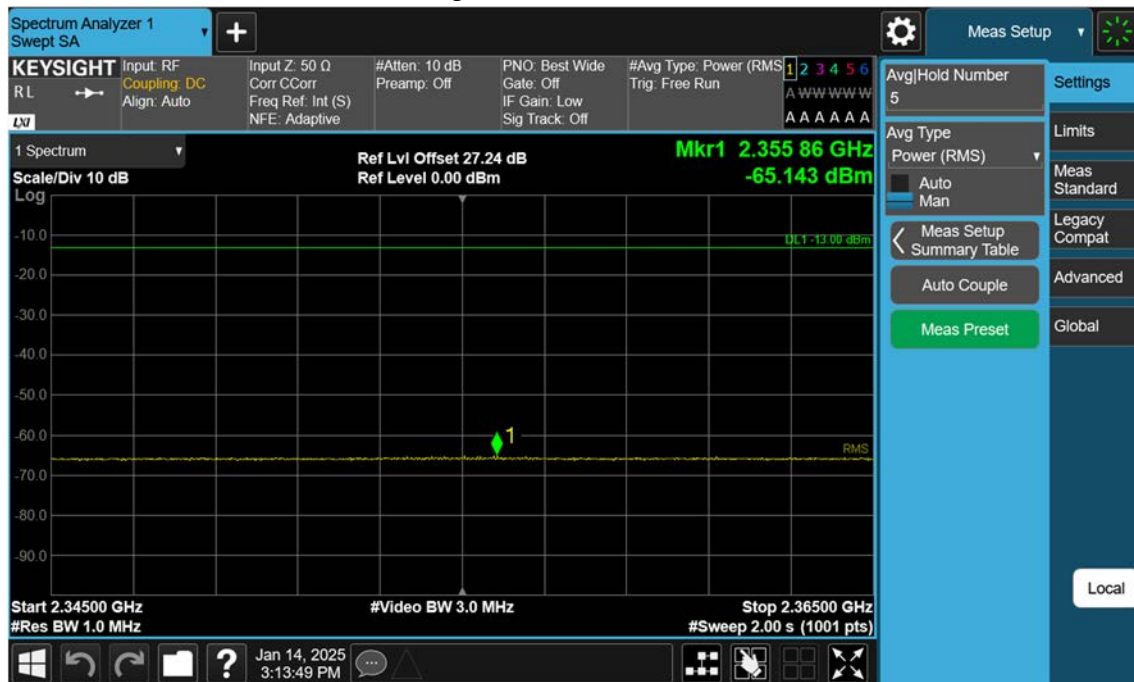 Spectrum Analyzer 1
Swept SA
+
Meas Setup
KEYSIGHT
RL
LXI
Input: RF
Coupling: DC
Align: Auto
Input Z: 50 Ω
Corr CCorr
Freq Ref: Int (S)
NFE: Adaptive
#Atten: 10 dB
Preamp: Off
PNO: Best Wide
Gate: Off
IF Gain: Low
Sig Track: Off
#Avg Type: Power (RMS
Trig: Free Run
1 2 3 4 5 6
A W W W W W
A A A A A A
1 Spectrum
Scale/Div 10 dB
Log
Ref Lvl Offset 27.24 dB
Ref Level 0.00 dBm
Mkr1 2.355 86 GHz
-65.143 dBm
DL1 -13.00 dBm
-10.0
-20.0
-30.0
-40.0
-50.0
-60.0
-70.0
-80.0
-90.0
1
RMS
Start 2.34500 GHz
#Res BW 1.0 MHz
#Video BW 3.0 MHz
Stop 2.36500 GHz
#Sweep 2.00 s (1001 pts)
Avg|Hold Number
5
Avg Type
Power (RMS)
Auto
Man
Meas Setup
Summary Table
Auto Couple
Meas Preset
Settings
Limits
Meas
Standard
Legacy
Compat
Advanced
Global
Local
?
Jan 14, 2025
3:13:49 PM